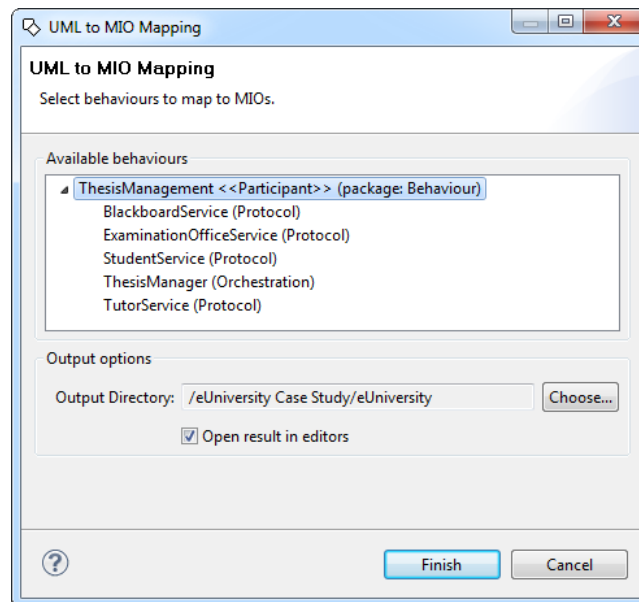 UML to MIO Mapping
UML to MIO Mapping
Select behaviours to map to MIOs.
Available behaviours
ThesisManagement <<Participant>> (package: Behaviour)
BlackboardService (Protocol)
ExaminationOfficeService (Protocol)
StudentService (Protocol)
ThesisManager (Orchestration)
TutorService (Protocol)
Output options
Output Directory: /eUniversity Case Study/eUniversity Choose...
Open result in editors
? Finish Cancel